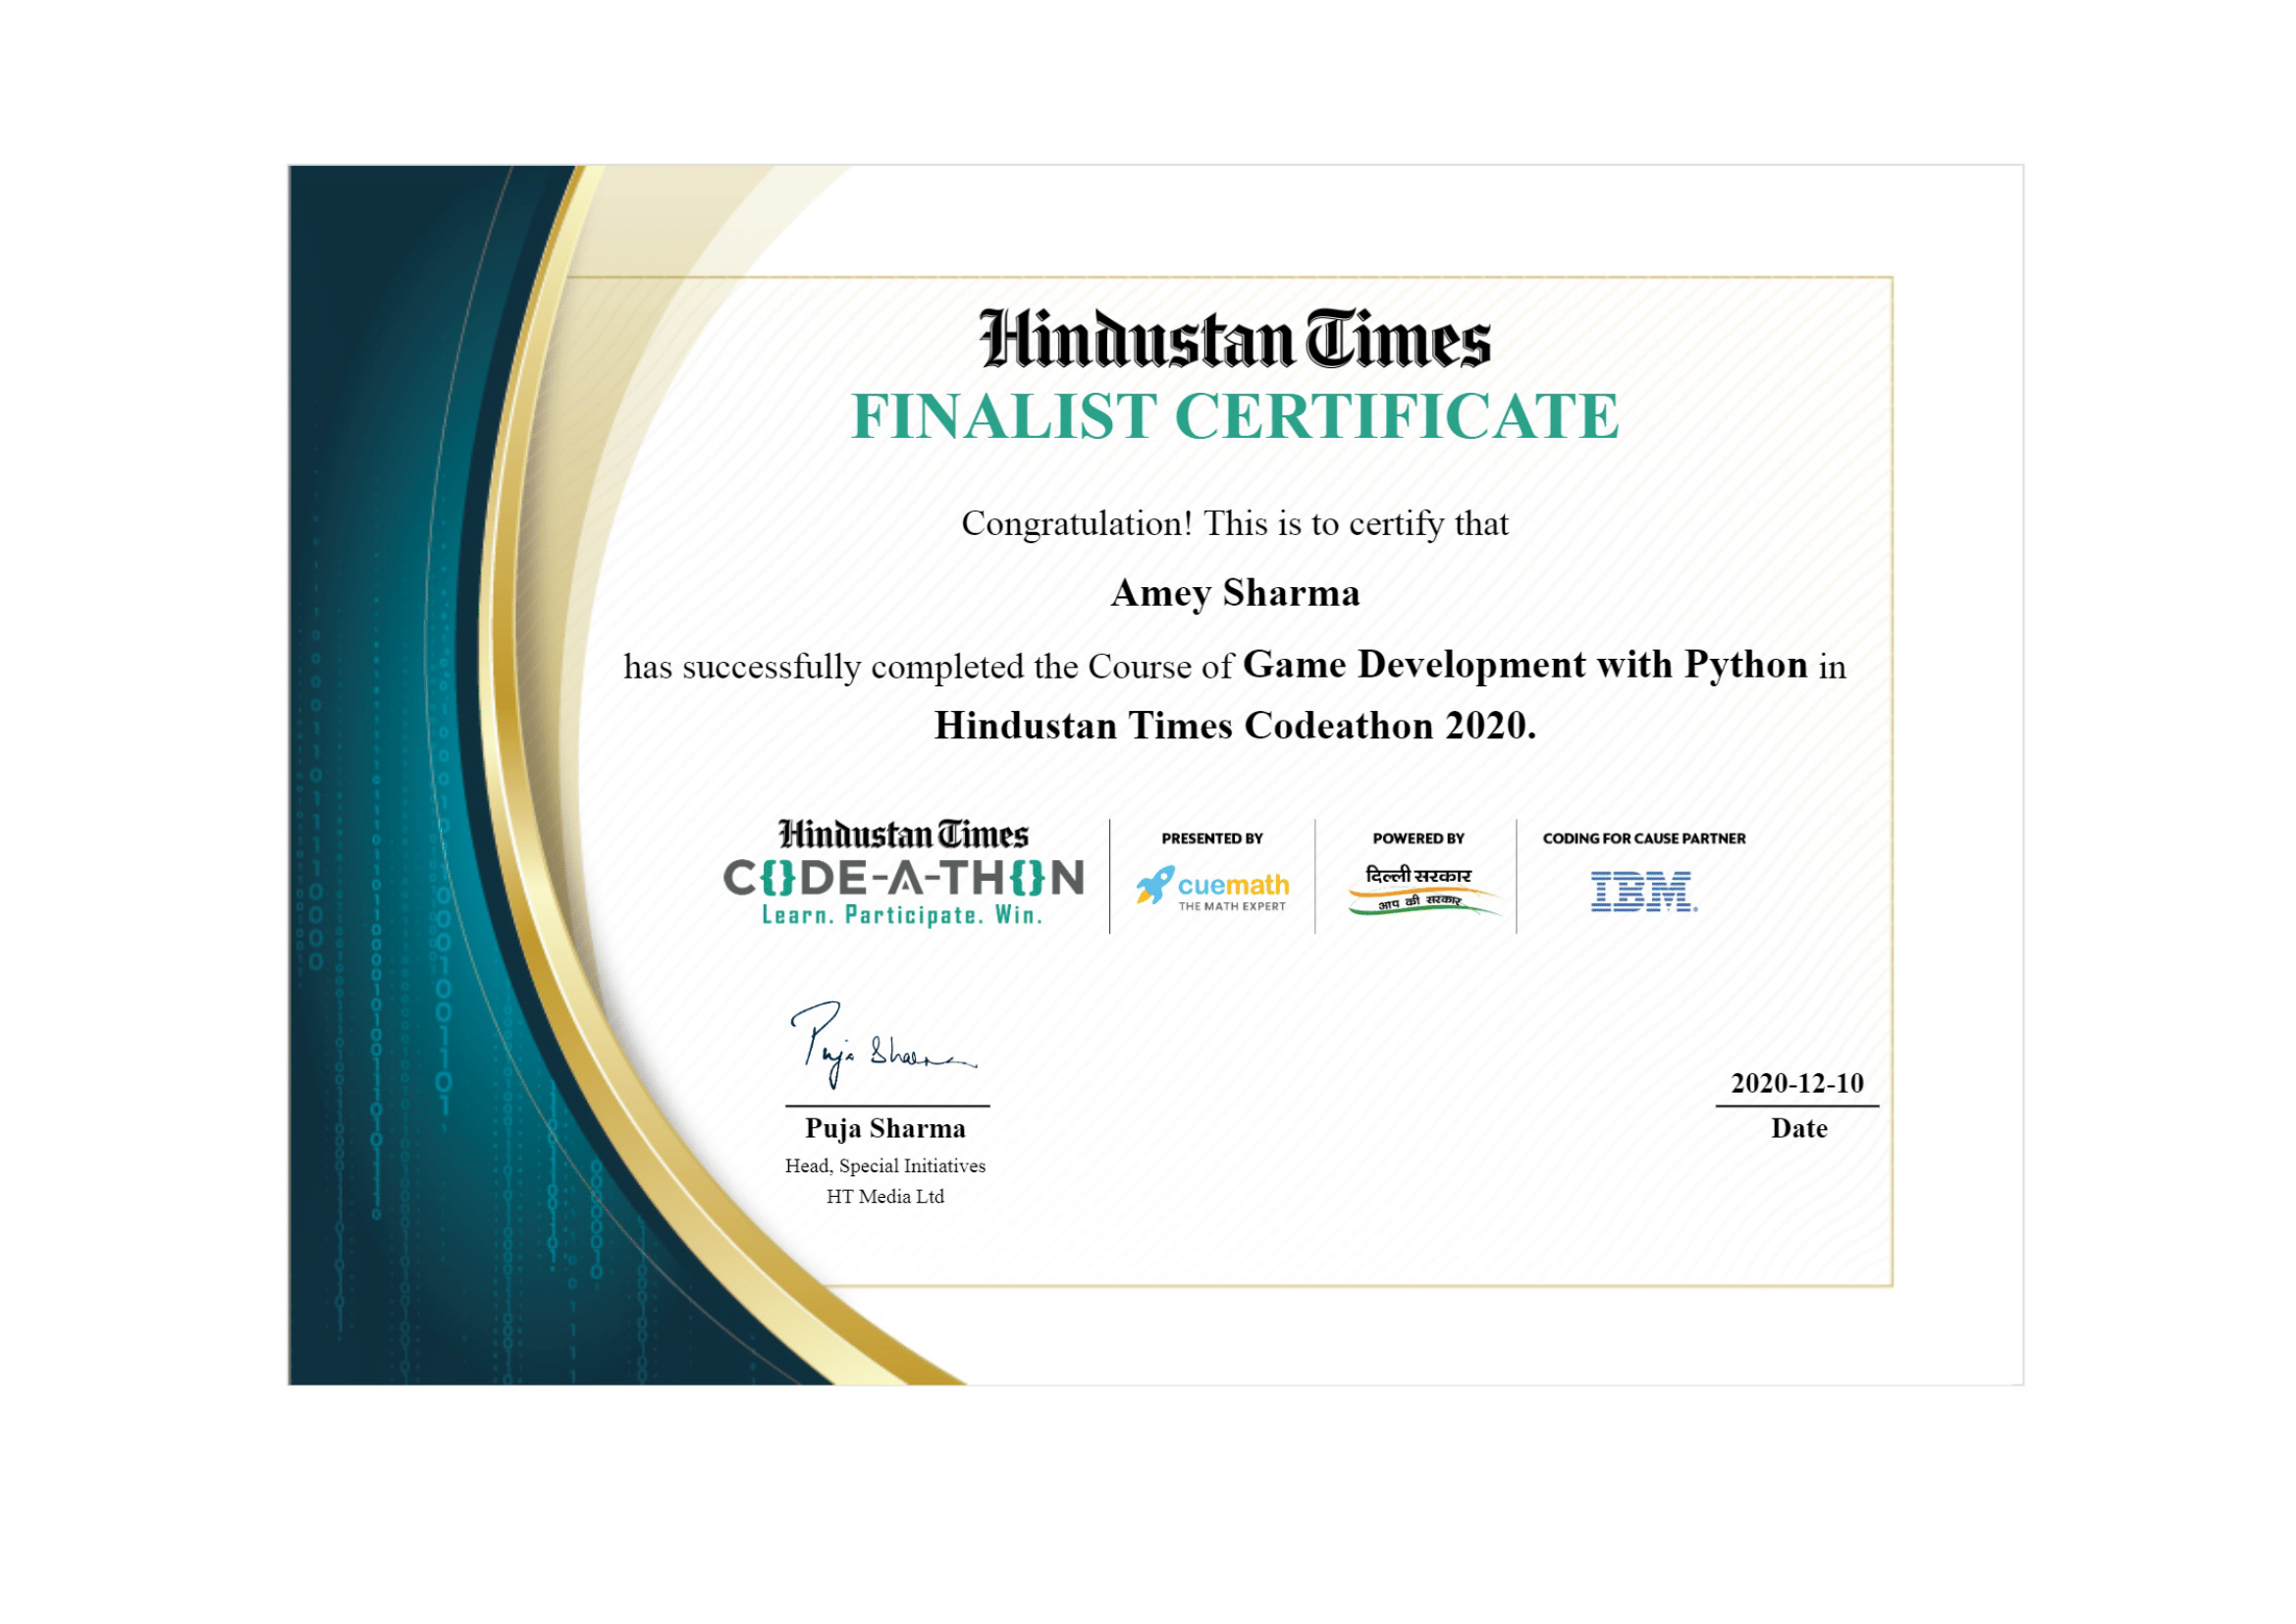 Hindustan Times
FINALIST CERTIFICATE
Congratulation! This is to certify that
Amey Sharma
has successfully completed the Course of Game Development with Python in
Hindustan Times Codeathon 2020.
Hindustan Times
C{}DE-A-TH{}N
Learn. Participate. Win.
PRESENTED BY
cuemath
THE MATH EXPERT
POWERED BY
दिल्ली सरकार
आप की सरकार
CODING FOR CAUSE PARTNER
IBM
Puja Sharma
Puja Sharma
Head, Special Initiatives
HT Media Ltd
2020-12-10
Date